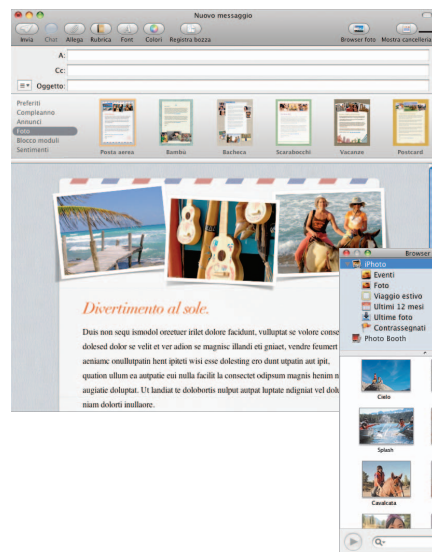 Nuovo messaggio
Invia Chat Allega Rubrica Font Colori Registra bozza Browser foto Mostra cancelleria
A:
Cc:
Oggetto:
Preferiti
Compleanno
Annunci
Foto
Blocco moduli
Sentimenti
Posta aerea Bambù Bacheca Scarabocchi Vacanze Postcard
Divertimento al sole.
Duis non sequi ismodol oreetuer irilet dolore facidunt, vulluptat se volore conse
dolesed dolor se velit et ver adion se magnisc illandi eti gniact, vendre feumert
aeniamc onullutpatin hent ipiteti wisi esse dolesting ero dunt utpatin aut ipit,
quation ullum ea autpatie eui nulla facilit la consectet odipsum magnis henim n
augiatie doluptat. Ut landiat te dolobortis nulput autpat luptate ndigniat vel dolu
niam dolorti inullaore.
Browser
iPhoto
Eventi
Foto
Viaggio estivo
Ultimi 12 mesi
Ultime foto
Contrassegnati
Photo Booth
Cielo
Splash
Cavalcata